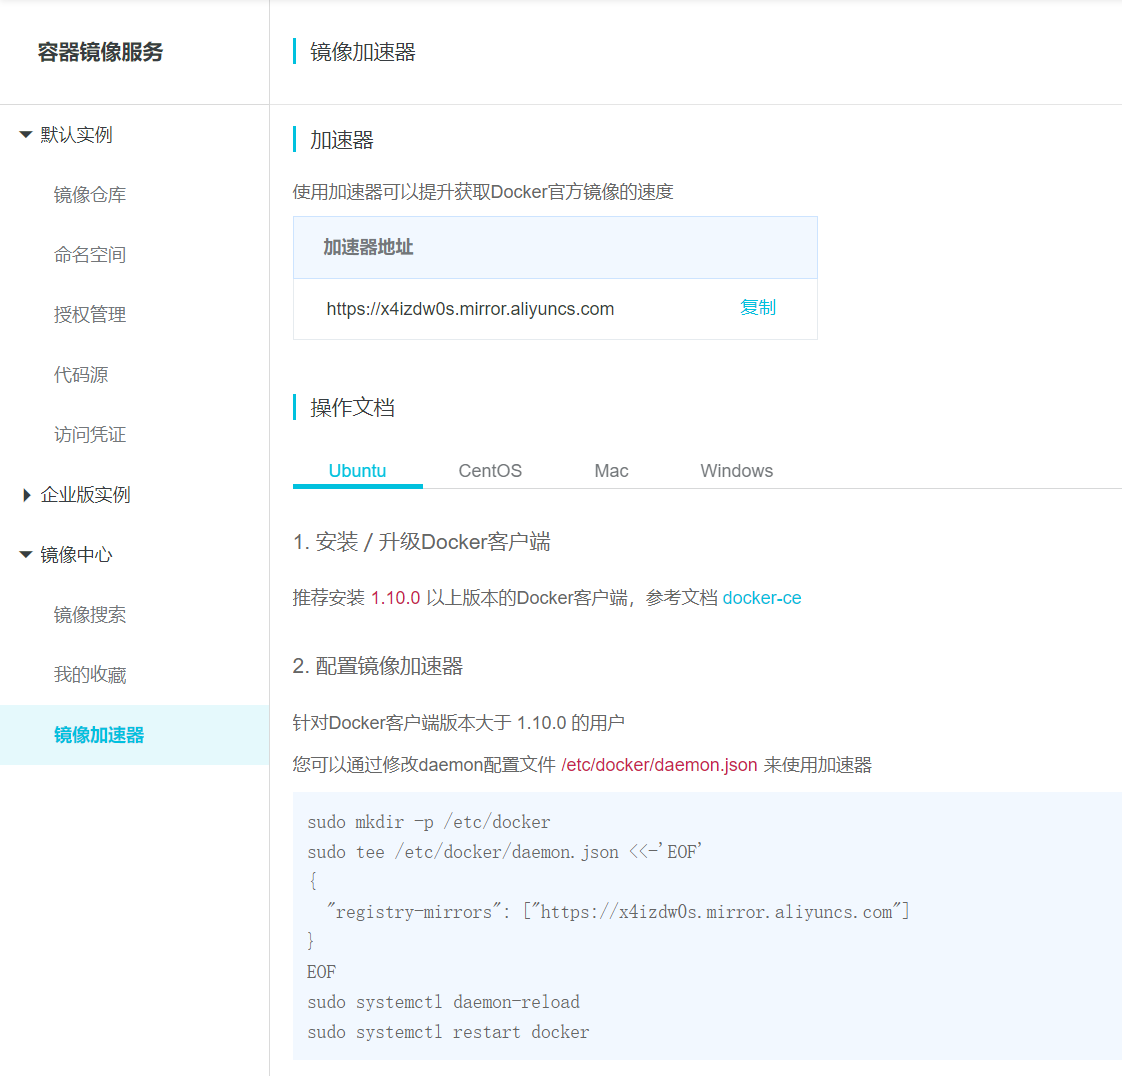 容器镜像服务
默认实例
镜像仓库
命名空间
授权管理
代码源
访问凭证
企业版实例
镜像中心
镜像搜索
我的收藏
镜像加速器
镜像加速器
加速器
使用加速器可以提升获取Docker官方镜像的速度
加速器地址
https://x4izdw0s.mirror.aliyuncs.com 复制
操作文档
Ubuntu CentOS Mac Windows
1. 安装 / 升级Docker客户端
推荐安装 1.10.0 以上版本的Docker客户端，参考文档 docker-ce
2. 配置镜像加速器
针对Docker客户端版本大于 1.10.0 的用户
您可以通过修改daemon配置文件 /etc/docker/daemon.json 来使用加速器
sudo mkdir -p /etc/docker
sudo tee /etc/docker/daemon.json <<-'EOF'
{
  "registry-mirrors": ["https://x4izdw0s.mirror.aliyuncs.com"]
}
EOF
sudo systemctl daemon-reload
sudo systemctl restart docker